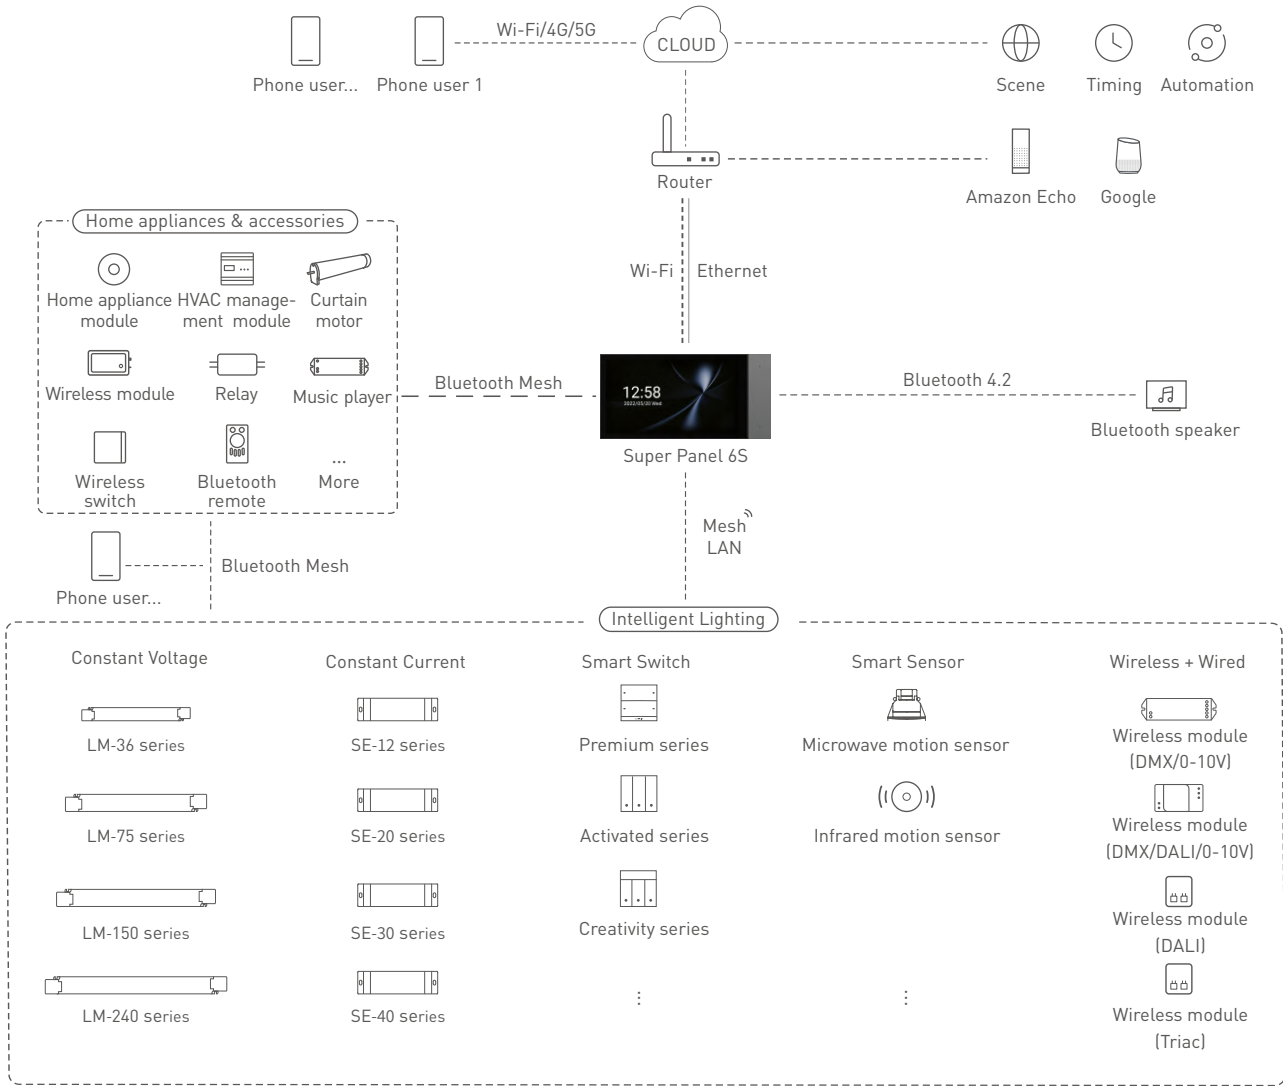 Wi-Fi/4G/5G
CLOUD
Phone user...
Phone user 1
Scene
Timing
Automation
Router
Amazon Echo
Google
Home appliances & accessories
Wi-Fi
Ethernet
Home appliance
module
HVAC manage-
ment module
Curtain
motor
Wireless module
Relay
Music player
Bluetooth Mesh
12:58
2022/03/20 Wed
Bluetooth 4.2
Bluetooth speaker
Super Panel 6S
Wireless
switch
Bluetooth
remote
...
More
Mesh
LAN
Bluetooth Mesh
Phone user...
Intelligent Lighting
Constant Voltage
Constant Current
Smart Switch
Smart Sensor
Wireless + Wired
LM-36 series
SE-12 series
Premium series
Microwave motion sensor
Wireless module
(DMX/0-10V)
LM-75 series
SE-20 series
Activated series
Infrared motion sensor
Wireless module
(DMX/DALI/0-10V)
LM-150 series
SE-30 series
Creativity series
Wireless module
(DALI)
LM-240 series
SE-40 series
⋮
⋮
Wireless module
(Triac)